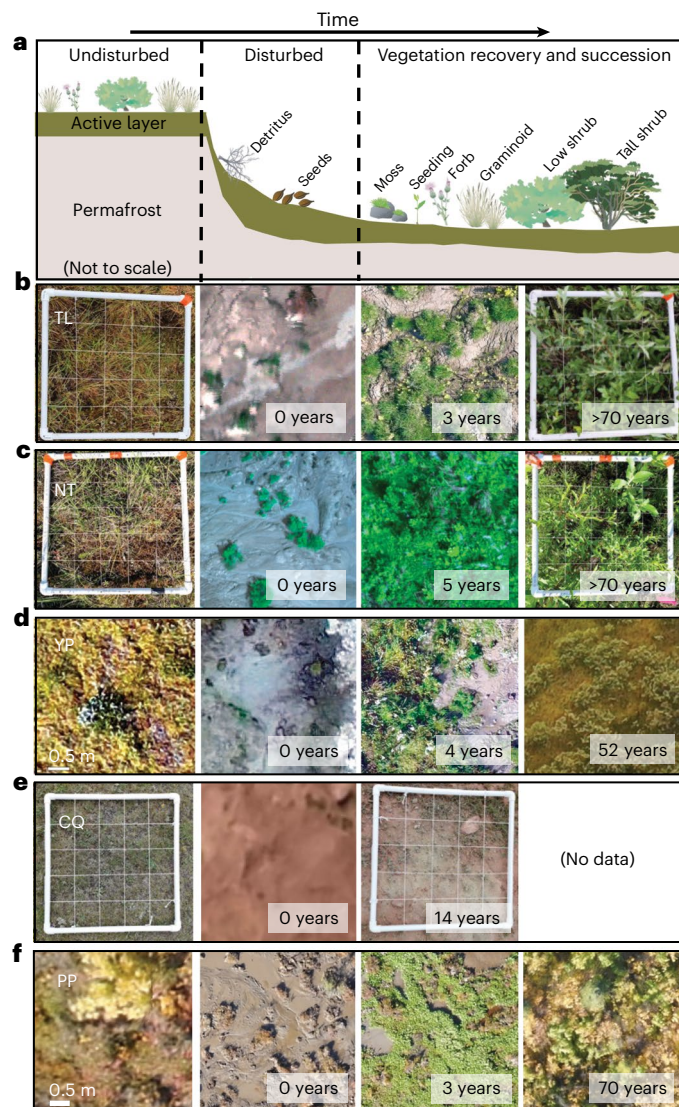 Time
a
Undisturbed
Disturbed
Vegetation recovery and succession
Active layer
Permafrost
(Not to scale)
Detritus
Seeds
Moss
Seeding
Forb
Graminoid
Low shrub
Tall shrub
b
TL
0 years
3 years
>70 years
c
NT
0 years
5 years
>70 years
d
YP
0.5 m
0 years
4 years
52 years
e
CQ
0 years
14 years
(No data)
f
PP
0.5 m
0 years
3 years
70 years